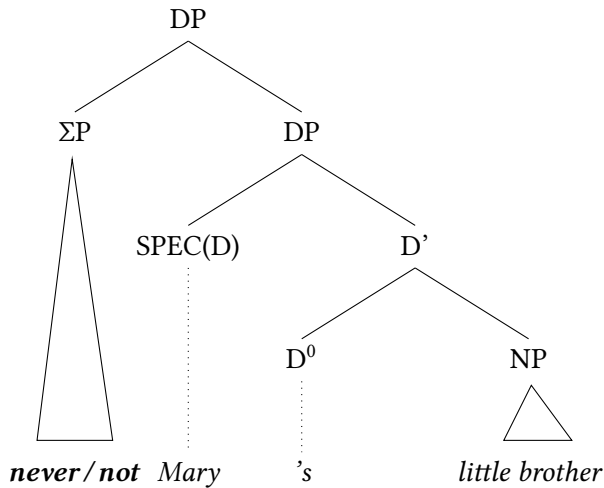 DP
ΣP DP
SPEC(D) D’
D⁰ NP
never / not Mary ’s little brother